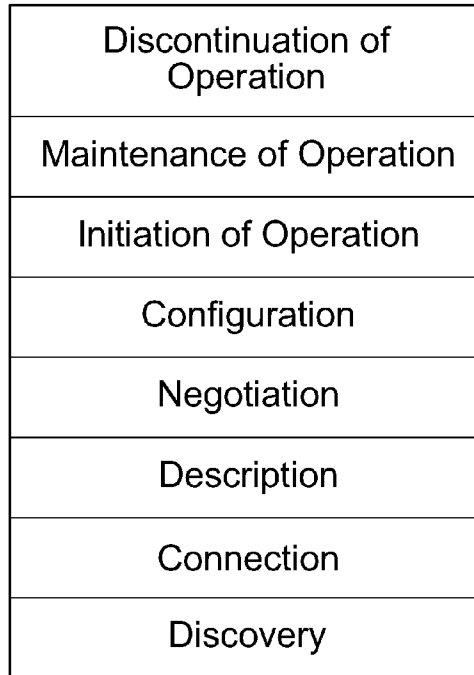 Discontinuation of
Operation
Maintenance of Operation
Initiation of Operation
Configuration
Negotiation
Description
Connection
Discovery